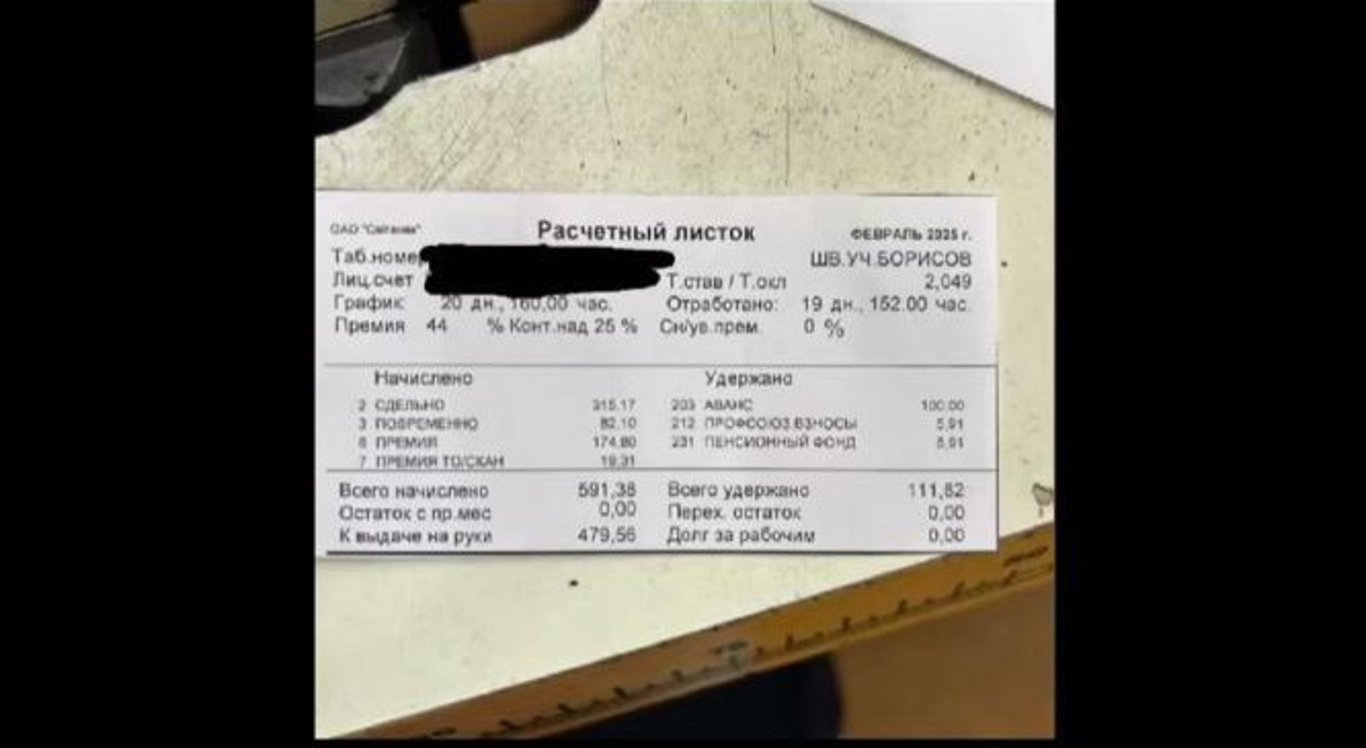 ОАО "Світанак" Расчетный листок ФЕВРАЛЬ 2025 г.
Таб.номер ШВ.УЧ.БОРИСОВ
Лиц.счет Т.став / Т.окл 2,049
График 20 дн., 160,00 час. Отработано: 19 дн., 152.00 час.
Премия 44 % Конт.над 25 % Сн/ув.прем. 0 %
Начислено Удержано
2 СДЕЛЬНО 315.17 203 АВАНС 100.00
3 ПОВРЕМЕННО 82.10 212 ПРОФСОЮЗ.ВЗНОСЫ 5.91
6 ПРЕМИЯ 174.80 231 ПЕНСИОННЫЙ ФОНД 5.91
7 ПРЕМИЯ ТО/СКАН 19.31
Всего начислено 591,38 Всего удержано 111,82
Остаток с пр.мес 0,00 Перех. остаток 0,00
К выдаче на руки 479,56 Долг за рабочим 0,00